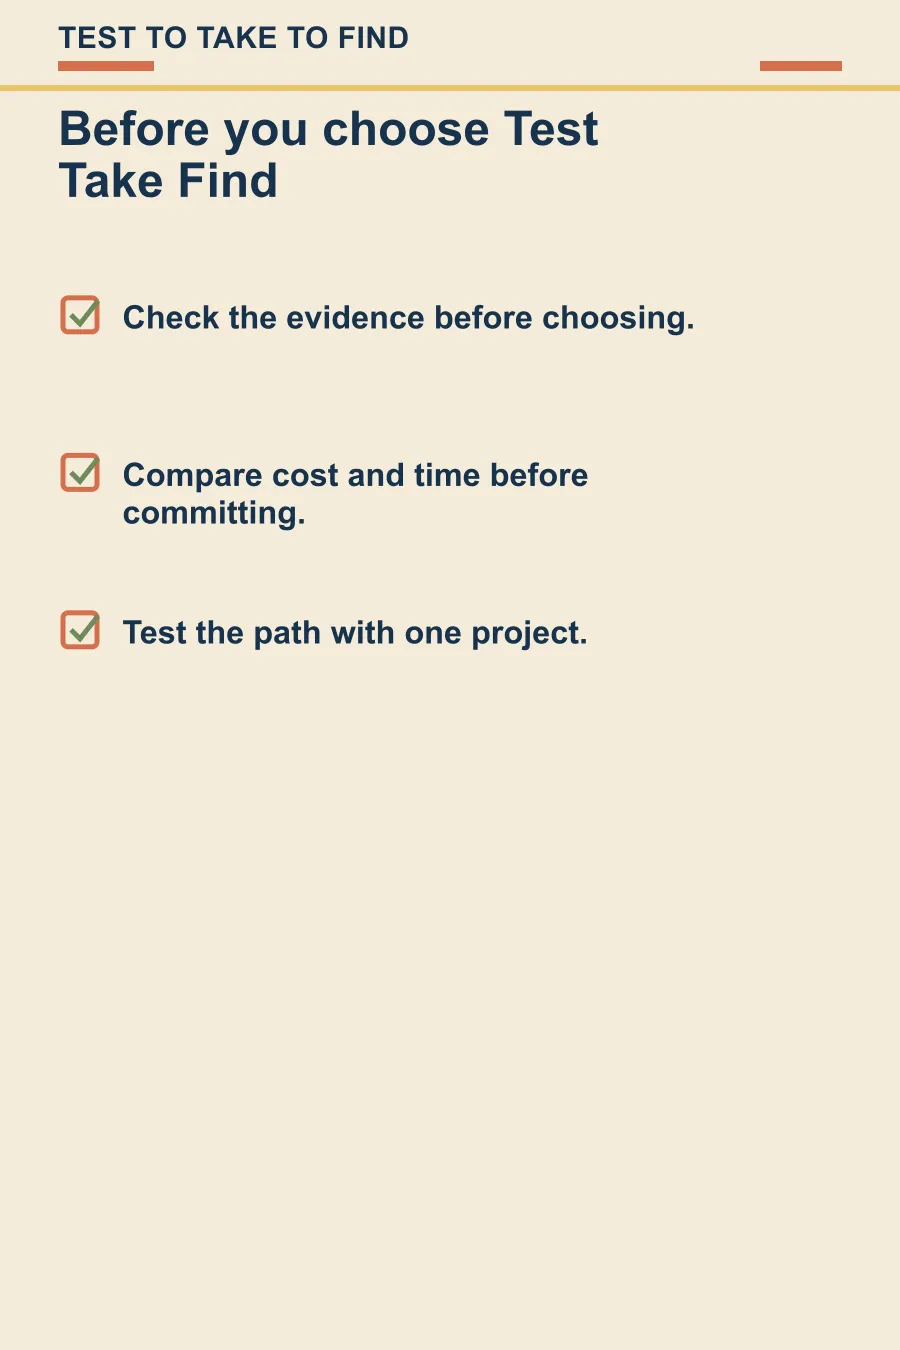 TEST TO TAKE TO FIND
Before you choose Test
Take Find
Check the evidence before choosing.
Compare cost and time before
committing.
Test the path with one project.